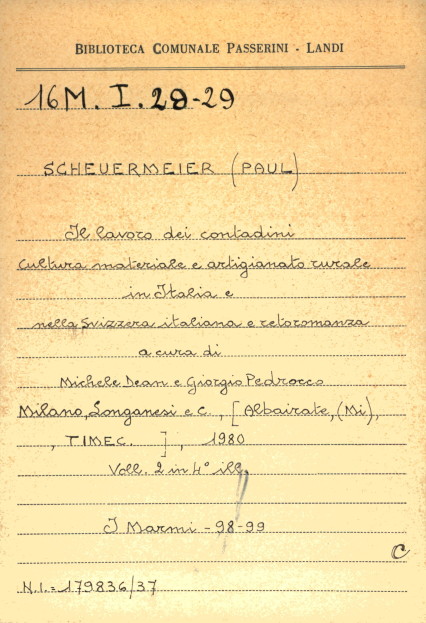 BIBLIOTECA COMUNALE PASSERINI - LANDI
16M. I. 28-29
SCHEUERMEIER (PAUL)
Il lavoro dei contadini
cultura materiale e artigianato rurale
in Italia e
nella Svizzera italiana e retoromanza
a cura di
Michele Dean e Giorgio Pedrocco
Milano, Longanesi e C., [Albairate, (Mi),
, TIMEC. ], 1980
Voll. 2 in 4° ill.
I Marmi - 98-99
C
N.I. = 179836/37